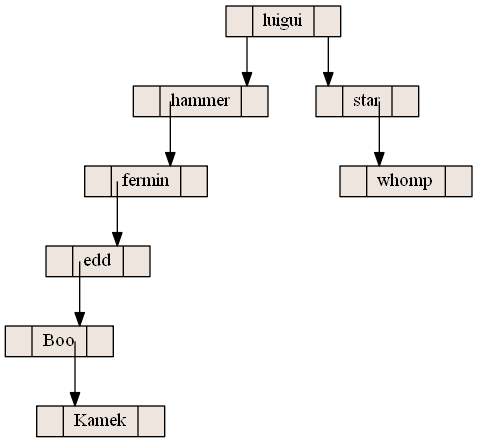 luigui
hammer
star
fermin
whomp
edd
Boo
Kamek